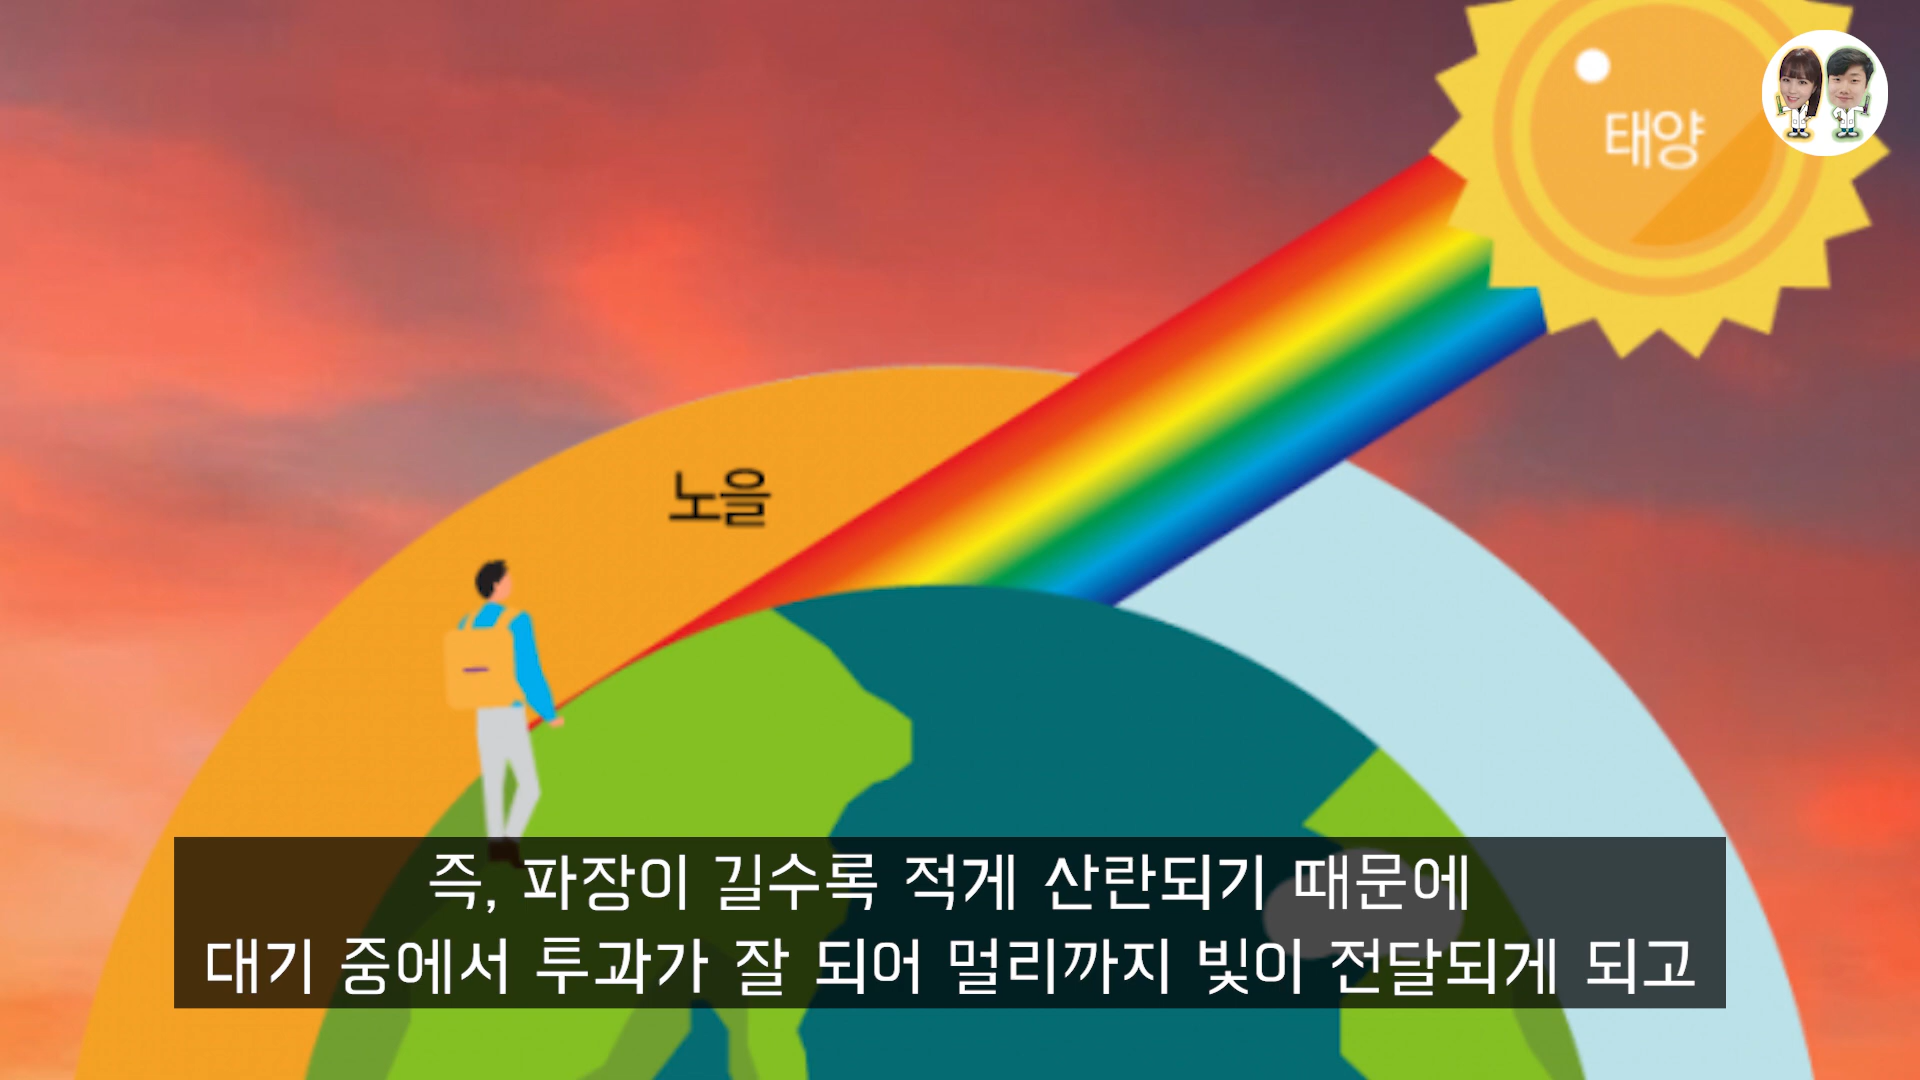 태양
노을
즉, 파장이 길수록 적게 산란되기 때문에
대기 중에서 투과가 잘 되어 멀리까지 빛이 전달되게 되고